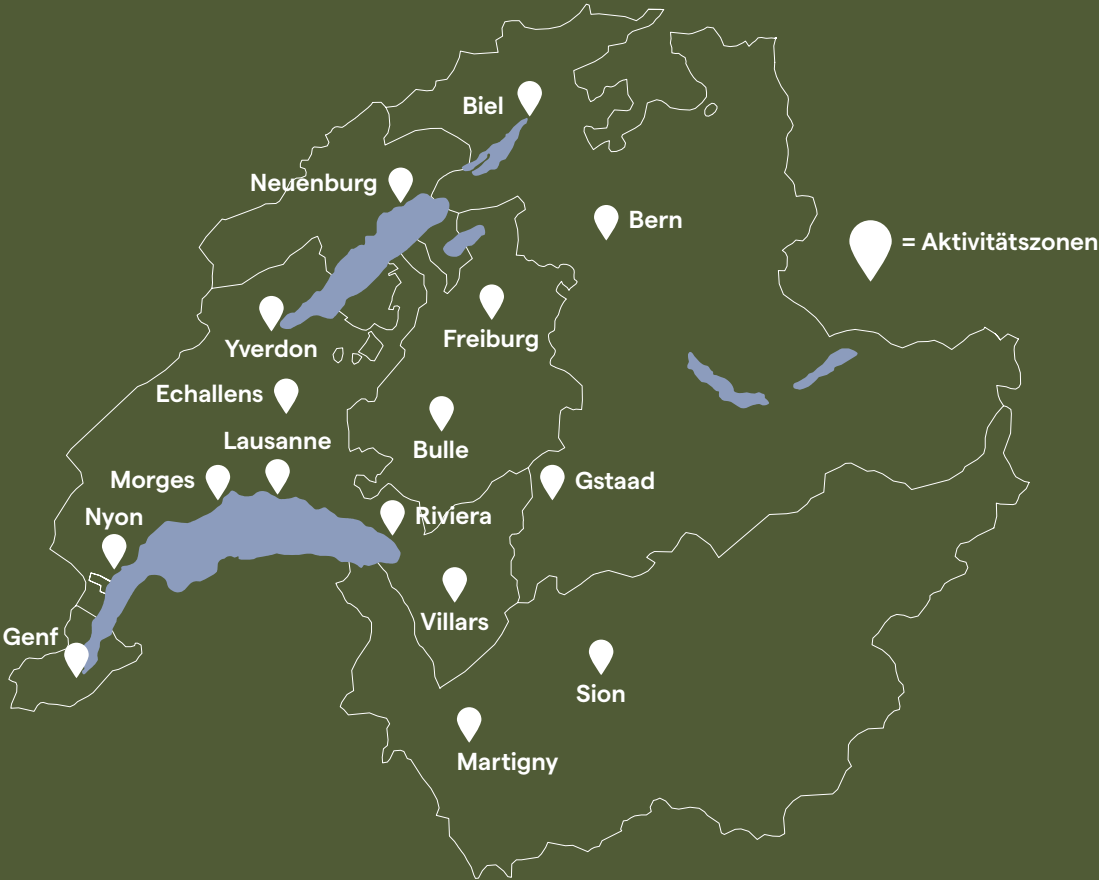 Biel
Neuenburg
Bern
= Aktivitätszonen
Freiburg
Yverdon
Echallens
Lausanne
Bulle
Morges
Gstaad
Nyon
Riviera
Villars
Genf
Sion
Martigny